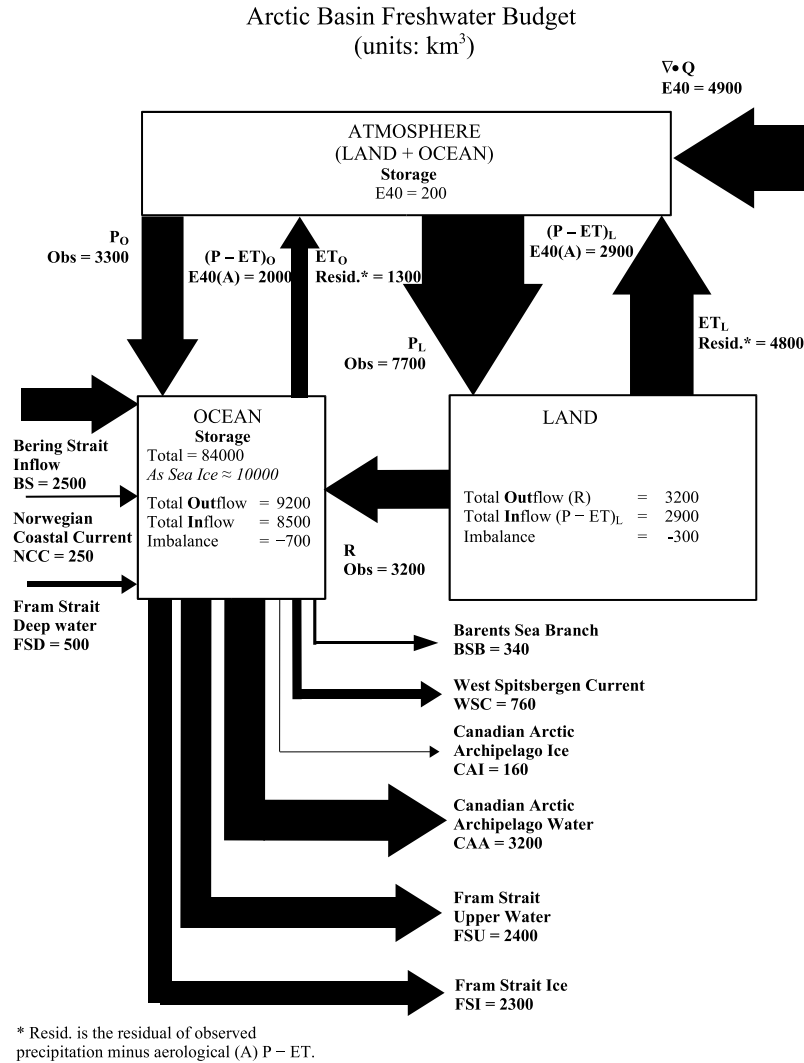 Arctic Basin Freshwater Budget
(units: km³)
∇•Q
E40 = 4900
ATMOSPHERE
(LAND + OCEAN)
Storage
E40 = 200
P_O
Obs = 3300
(P – ET)_O
E40(A) = 2000
ET_O
Resid.* = 1300
(P – ET)_L
E40(A) = 2900
P_L
Obs = 7700
ET_L
Resid.* = 4800
OCEAN
Storage
Total = 84000
As Sea Ice ≈ 10000
Total Outflow = 9200
Total Inflow = 8500
Imbalance = −700
LAND
Total Outflow (R) = 3200
Total Inflow (P – ET)_L = 2900
Imbalance = -300
Bering Strait
Inflow
BS = 2500
Norwegian
Coastal Current
NCC = 250
Fram Strait
Deep water
FSD = 500
R
Obs = 3200
Barents Sea Branch
BSB = 340
West Spitsbergen Current
WSC = 760
Canadian Arctic
Archipelago Ice
CAI = 160
Canadian Arctic
Archipelago Water
CAA = 3200
Fram Strait
Upper Water
FSU = 2400
Fram Strait Ice
FSI = 2300
* Resid. is the residual of observed
precipitation minus aerological (A) P – ET.